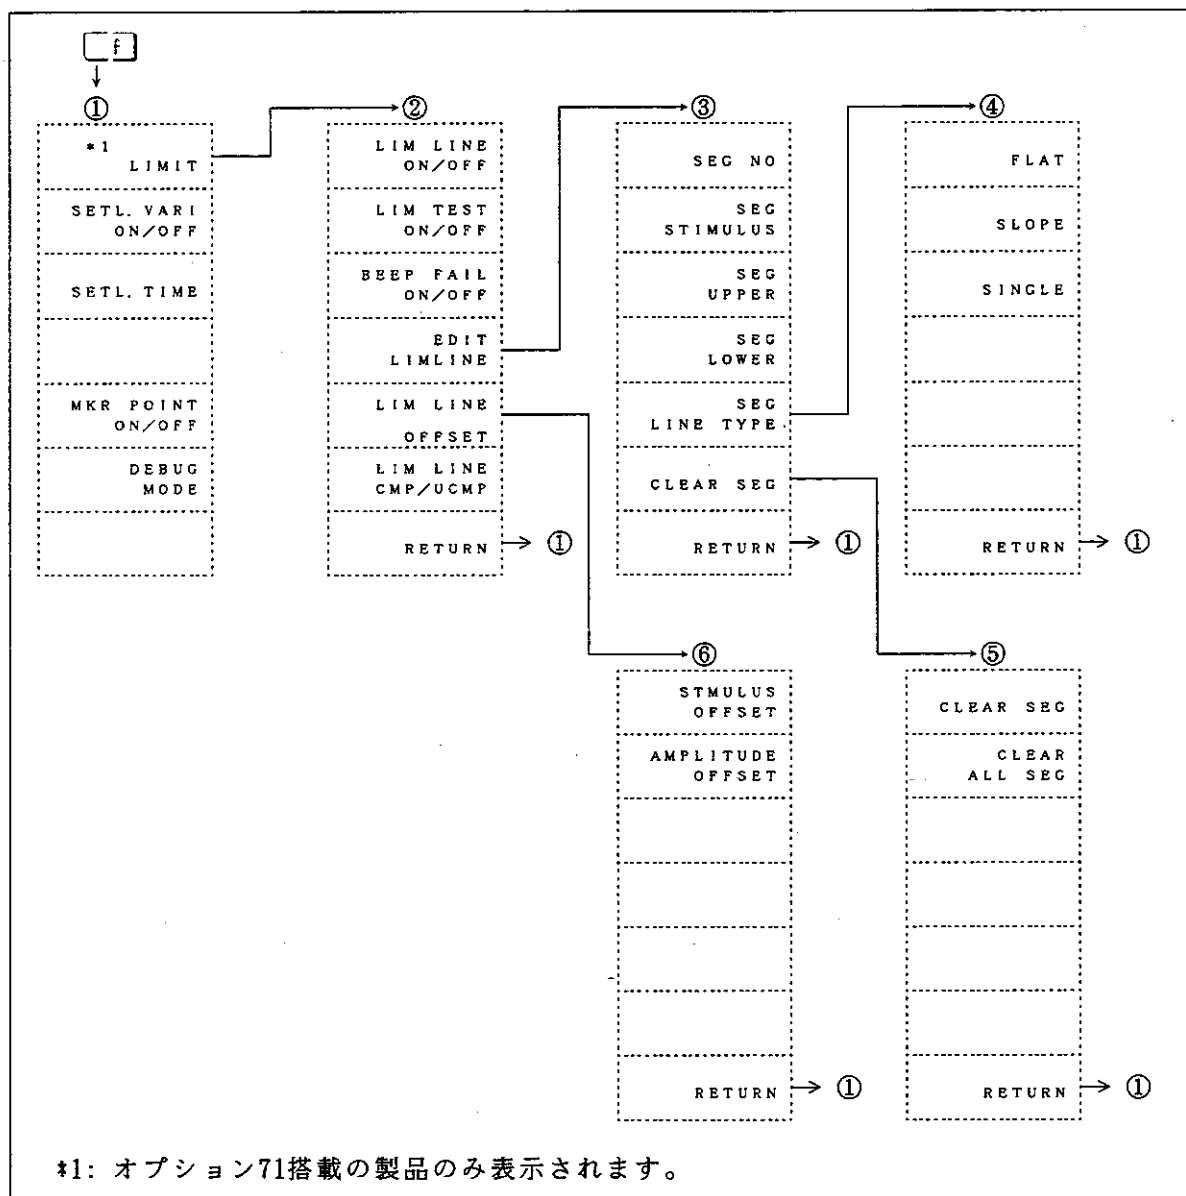 f
①
*1
LIMIT
SETL. VARI
ON/OFF
SETL. TIME
MKR POINT
ON/OFF
DEBUG
MODE
②
LIM LINE
ON/OFF
LIM TEST
ON/OFF
BEEP FAIL
ON/OFF
EDIT
LIMLINE
LIM LINE
OFFSET
LIM LINE
CMP/UCMP
RETURN → ①
③
SEG NO
SEG
STIMULUS
SEG
UPPER
SEG
LOWER
SEG
LINE TYPE
CLEAR SEG
RETURN → ①
④
FLAT
SLOPE
SINGLE
RETURN → ①
⑥
STMULUS
OFFSET
AMPLITUDE
OFFSET
RETURN → ①
⑤
CLEAR SEG
CLEAR
ALL SEG
RETURN → ①
*1: オプション71搭載の製品のみ表示されます。